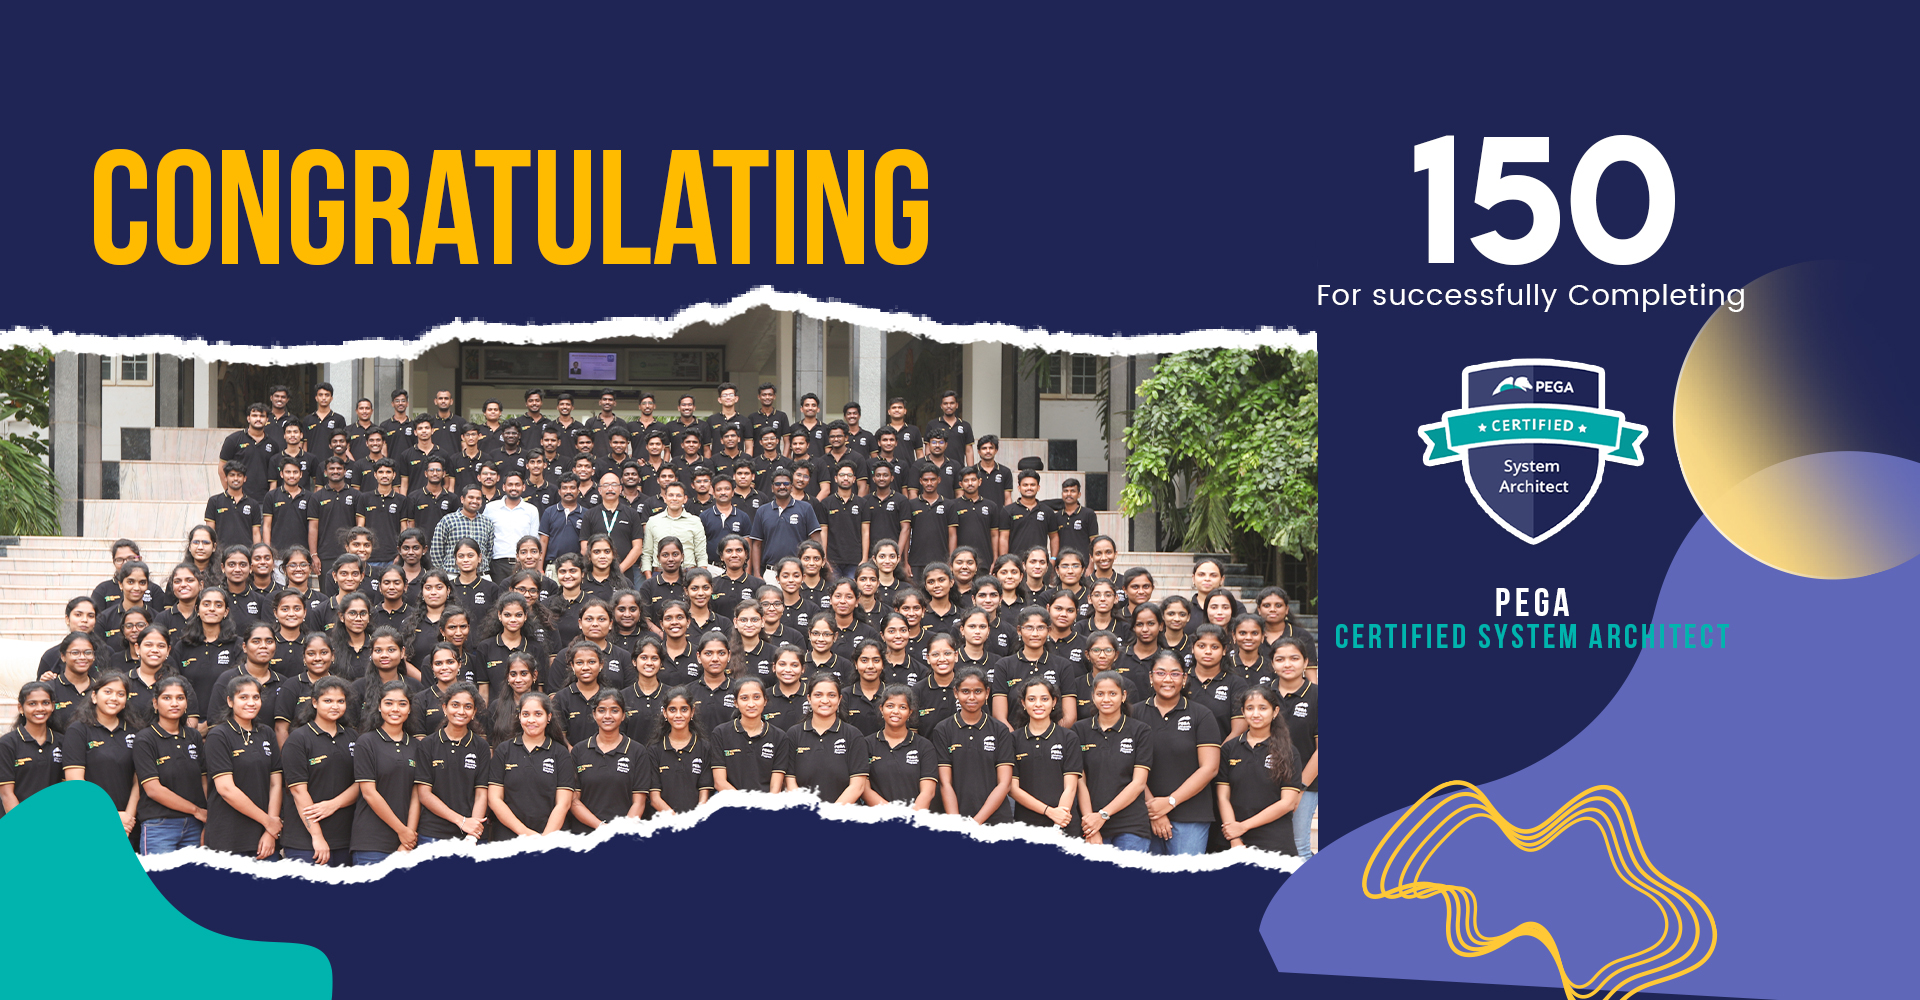 CONGRATULATING
150
For successfully Completing
PEGA
CERTIFIED
System
Architect
PEGA
CERTIFIED SYSTEM ARCHITECT